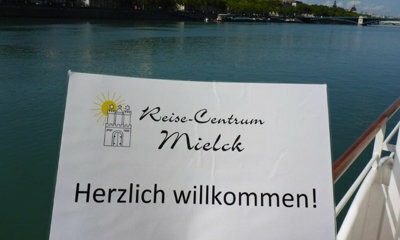 Reise-Centrum
Mielck
Herzlich willkommen!